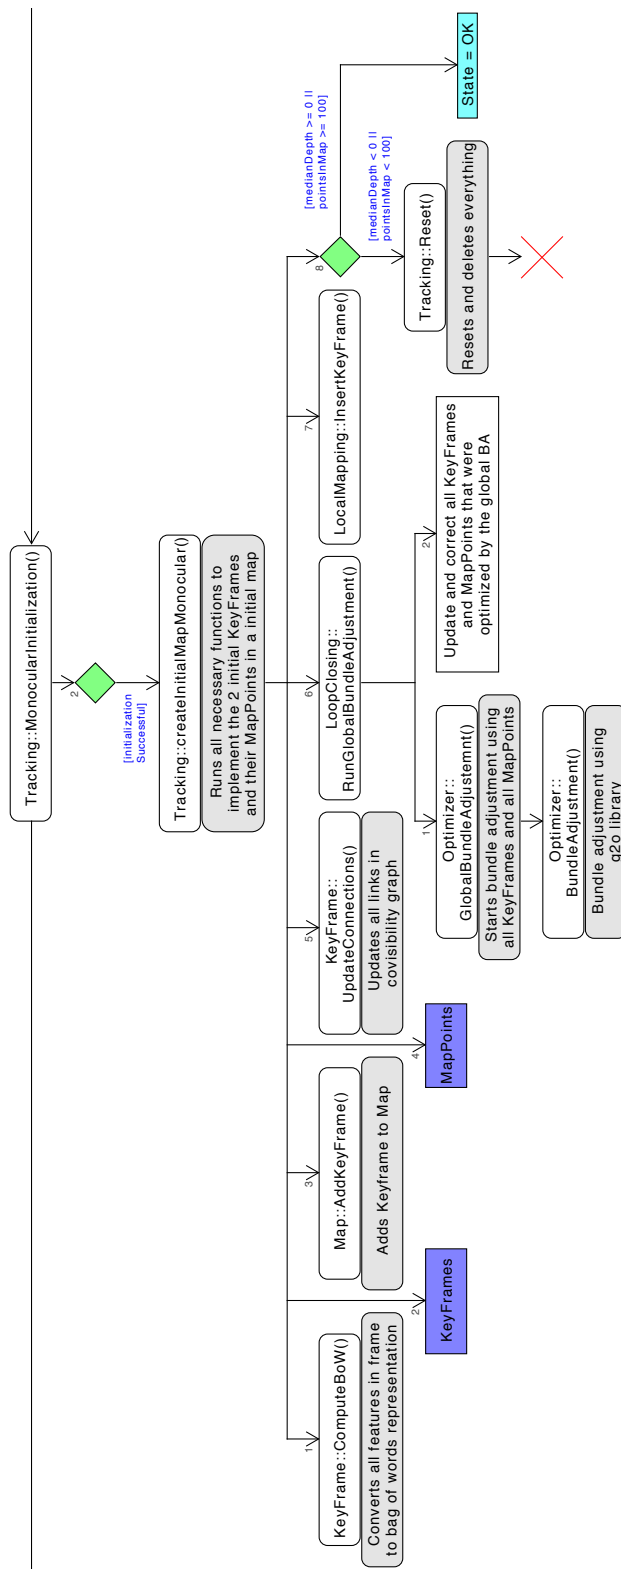 Tracking::MonocularInitialization()
2
[initialization
Successful]
Tracking::createInitialMapMonocular()
Runs all necessary functions to
implement the 2 initial KeyFrames
and their MapPoints in a initial map
1
KeyFrame::ComputeBoW()
Converts all features in frame
to bag of words representation
2
KeyFrames
3
Map::AddKeyFrame()
Adds Keyframe to Map
4
MapPoints
5
KeyFrame::
UpdateConnections()
Updates all links in
covisibility graph
6
LoopClosing::
RunGlobalBundleAdjustment()
1
Optimizer::
GlobalBundleAdjustemnt()
Starts bundle adjustment using
all KeyFrames and all MapPoints
Optimizer::
BundleAdjustment()
Bundle adjustment using
g2o library
2
Update and correct all KeyFrames
and MapPoints that were
optimized by the global BA
7
LocalMapping::InsertKeyFrame()
8
[medianDepth >= 0 ||
pointsInMap >= 100]
State = OK
[medianDepth < 0 ||
pointsInMap < 100]
Tracking::Reset()
Resets and deletes everything